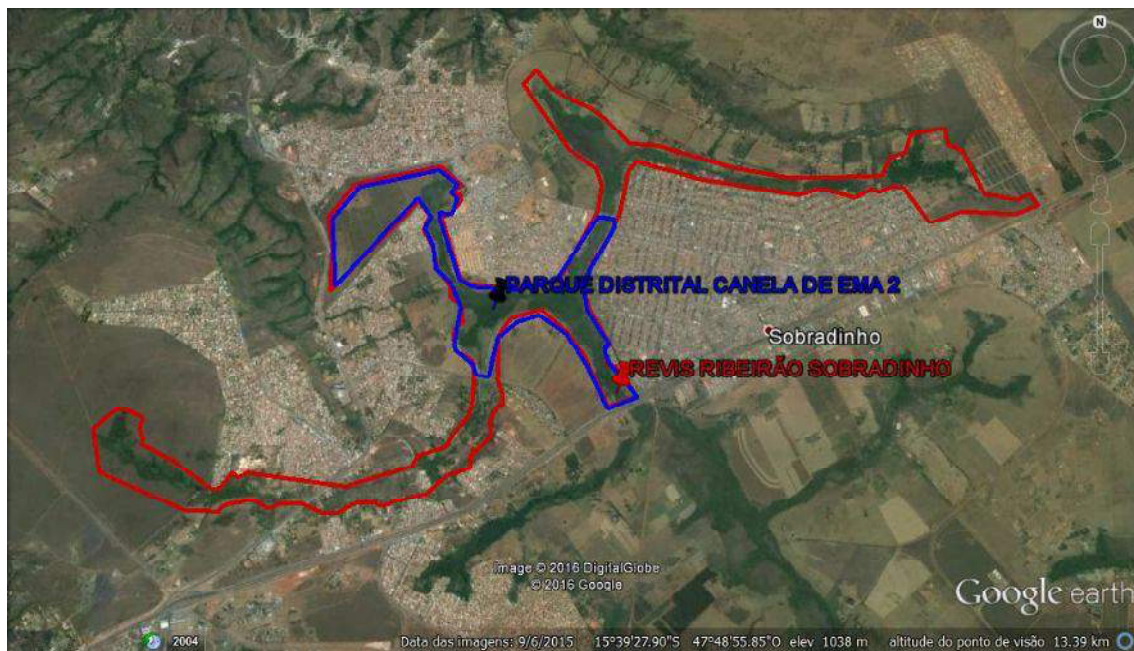 N
PARQUE DISTRITAL CANELA DE EMA 2
Sobradinho
REVIS RIBEIRÃO SOBRADINHO
Image © 2016 DigitalGlobe
© 2016 Google
Google earth
2004
Data das imagens: 9/6/2015 15°39'27.90"S 47°48'55.85"O elev 1038 m altitude do ponto de visão 13.39 km